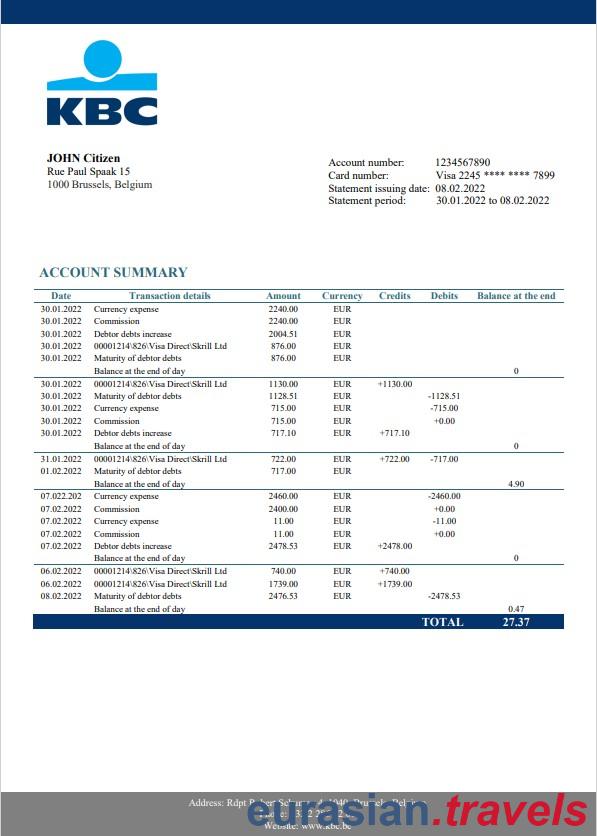 KBC
JOHN Citizen
Rue Paul Spaak 15
1000 Brussels, Belgium
Account number: 1234567890
Card number: Visa 2245 **** **** 7899
Statement issuing date: 08.02.2022
Statement period: 30.01.2022 to 08.02.2022
ACCOUNT SUMMARY
Date Transaction details Amount Currency Credits Debits Balance at the end
30.01.2022 Currency expense 2240.00 EUR
30.01.2022 Commission 2240.00 EUR
30.01.2022 Debtor debts increase 2004.51 EUR
30.01.2022 00001214\826\Visa Direct\Skrill Ltd 876.00 EUR
30.01.2022 Maturity of debtor debts 876.00 EUR
Balance at the end of day 0
30.01.2022 00001214\826\Visa Direct\Skrill Ltd 1130.00 EUR +1130.00
30.01.2022 Maturity of debtor debts 1128.51 EUR -1128.51
30.01.2022 Currency expense 715.00 EUR -715.00
30.01.2022 Commission 715.00 EUR +0.00
30.01.2022 Debtor debts increase 717.10 EUR +717.10
Balance at the end of day 0
31.01.2022 00001214\826\Visa Direct\Skrill Ltd 722.00 EUR +722.00 -717.00
01.02.2022 Maturity of debtor debts 717.00 EUR
Balance at the end of day 4.90
07.022.202 Currency expense 2460.00 EUR -2460.00
07.02.2022 Commission 2400.00 EUR +0.00
07.02.2022 Currency expense 11.00 EUR -11.00
07.02.2022 Commission 11.00 EUR +0.00
07.02.2022 Debtor debts increase 2478.53 EUR +2478.00
Balance at the end of day 0
06.02.2022 00001214\826\Visa Direct\Skrill Ltd 740.00 EUR +740.00
06.02.2022 00001214\826\Visa Direct\Skrill Ltd 1739.00 EUR +1739.00
08.02.2022 Maturity of debtor debts 2476.53 EUR -2478.53
Balance at the end of day 0.47
TOTAL 27.37
Address: Rdpt 1040, Brussels,
Website: www.kbc.be
eurasian.travels